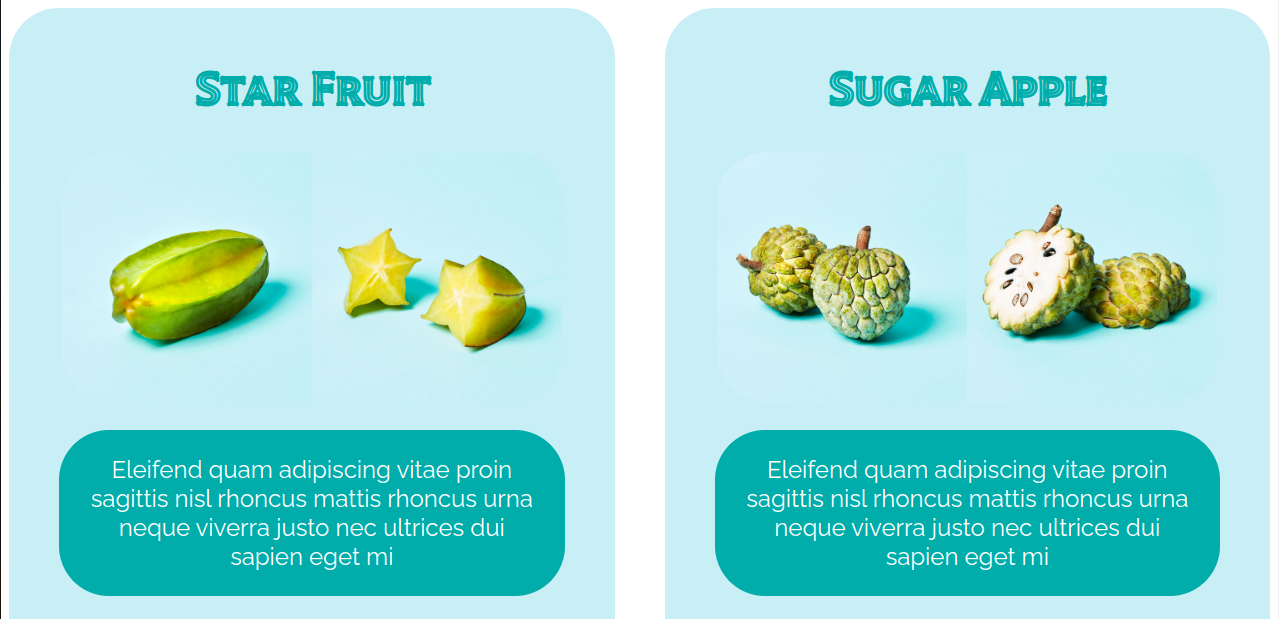 Star Fruit
Eleifend quam adipiscing vitae proin
sagittis nisl rhoncus mattis rhoncus urna
neque viverra justo nec ultrices dui
sapien eget mi
Sugar Apple
Eleifend quam adipiscing vitae proin
sagittis nisl rhoncus mattis rhoncus urna
neque viverra justo nec ultrices dui
sapien eget mi